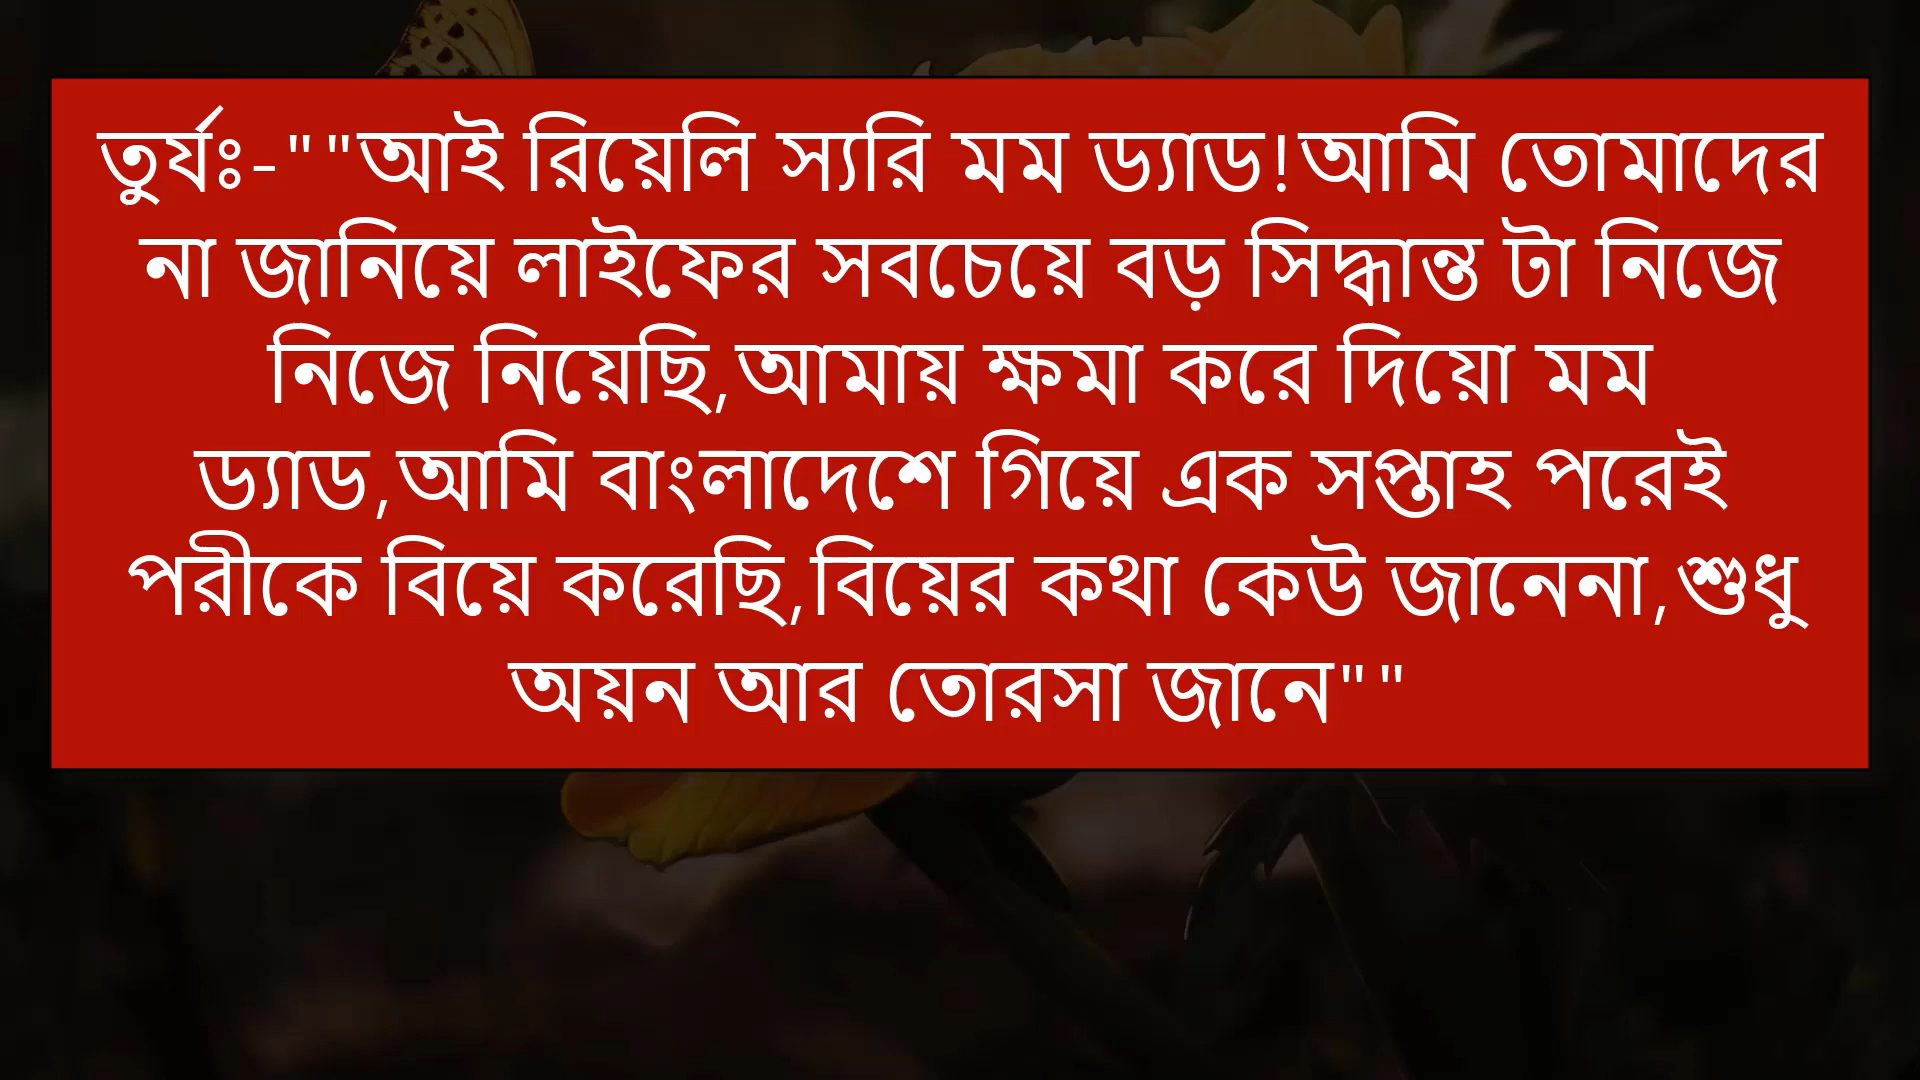 তুর্যঃ-""আই রিয়েলি স্যরি মম ড্যাড!আমি তোমাদের
না জানিয়ে লাইফের সবচেয়ে বড় সিদ্ধান্ত টা নিজে
নিজে নিয়েছি,আমায় ক্ষমা করে দিয়ো মম
ড্যাড,আমি বাংলাদেশে গিয়ে এক সপ্তাহ পরেই
পরীকে বিয়ে করেছি,বিয়ের কথা কেউ জানেনা,শুধু
অয়ন আর তোরসা জানে""